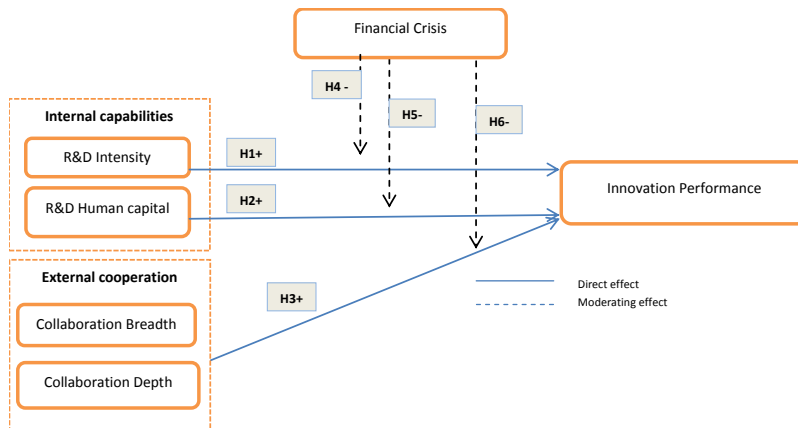 Financial Crisis
H4 -
H5-
H6-
Internal capabilities
R&D Intensity
H1+
R&D Human capital
H2+
Innovation Performance
External cooperation
H3+
Collaboration Breadth
Collaboration Depth
Direct effect
Moderating effect